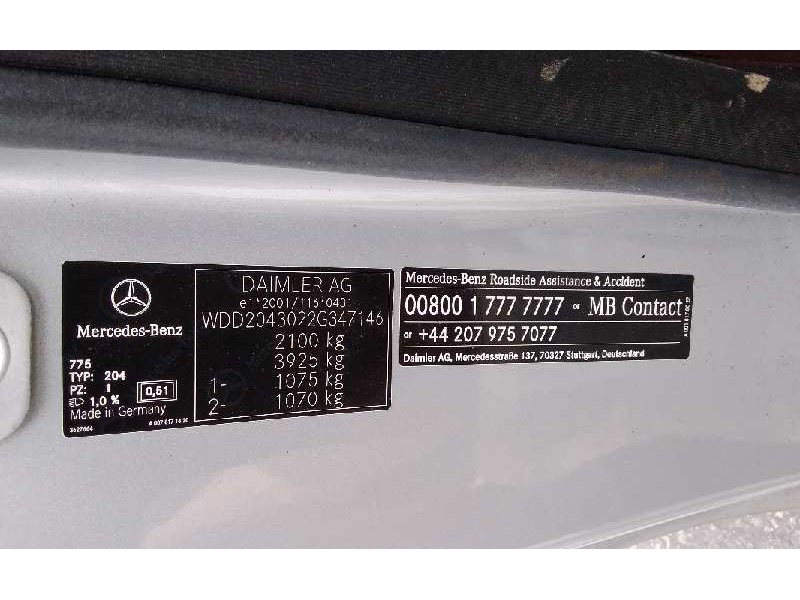 Mercedes-Benz
775
TYP: 204
PZ: 1
1,0 %
0,61
Made in Germany
DAIMLER AG
WDD2043022G347146
2100 kg
3925 kg
1- 1075 kg
2- 1070 kg
Mercedes-Benz Roadside Assistance & Accident
00800 1 777 7777 or MB Contact
or +44 207 975 7077
Daimler AG, Mercedesstraße 137, 70327 Stuttgart, Deutschland